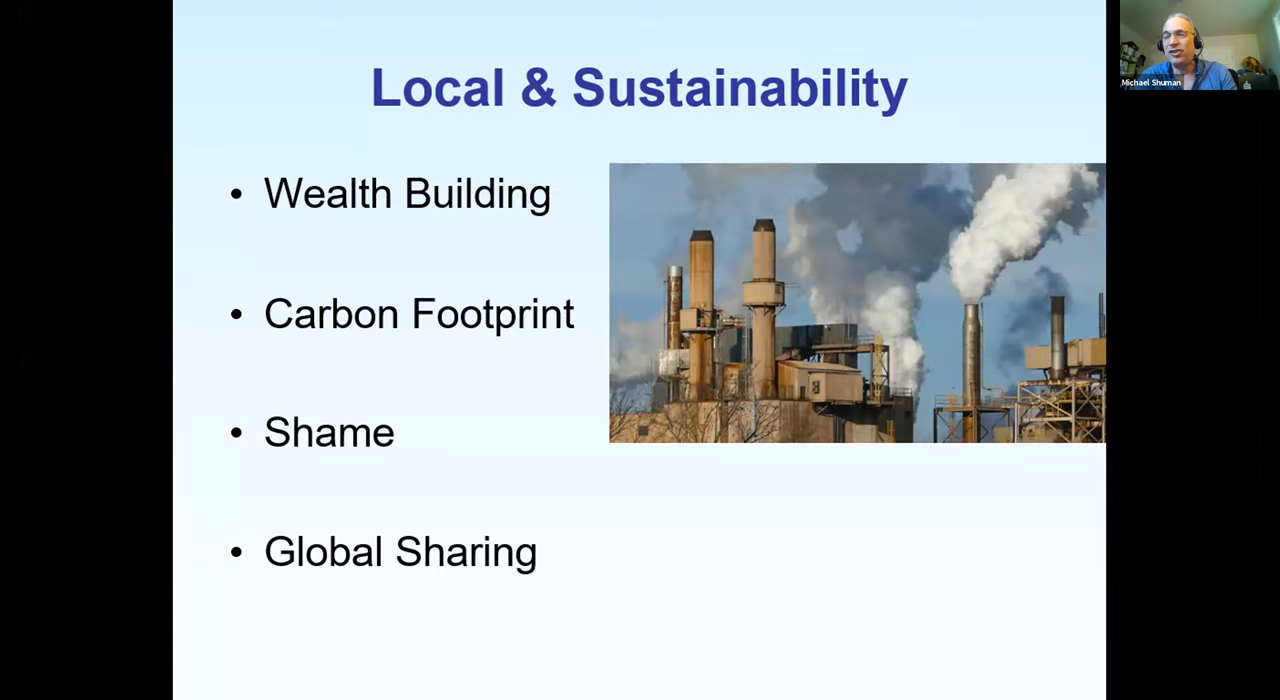 Local & Sustainability
• Wealth Building
• Carbon Footprint
• Shame
• Global Sharing
Michael Shuman